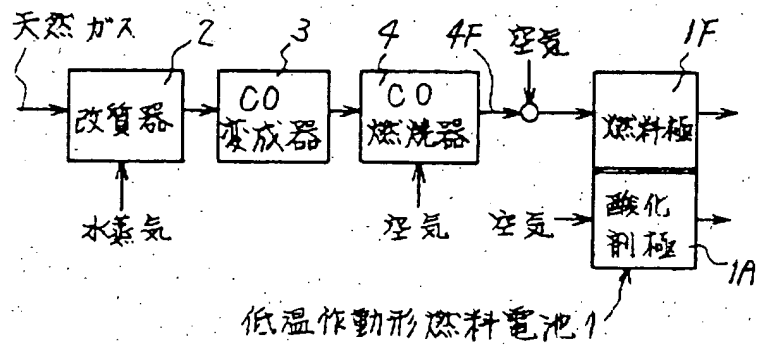 天然ガス
2
3
4
4F
空気
1F
改質器
CO
変成器
CO
燃焼器
燃料極
水蒸気
空気
空気
酸化
剤極
1A
低温作動形燃料電池1